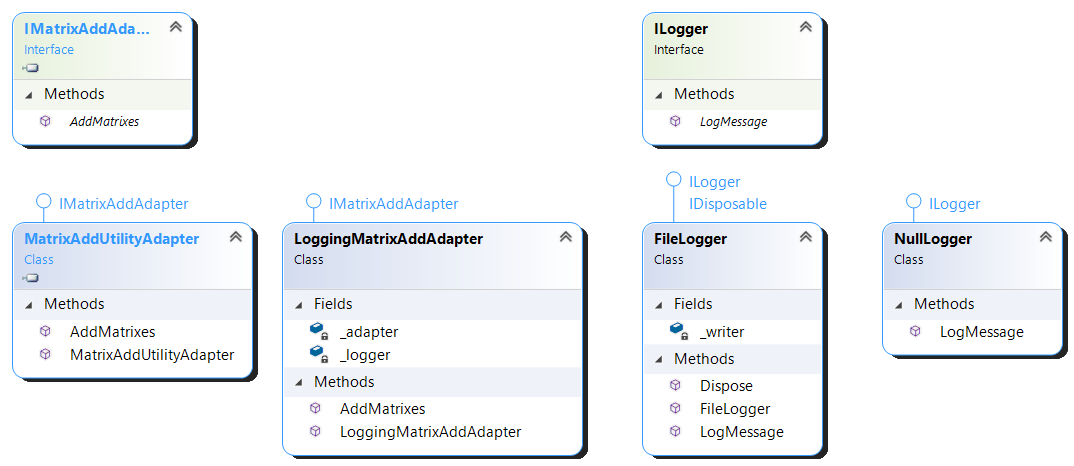 IMatrixAddAda...
Interface
Methods
AddMatrixes
ILogger
Interface
Methods
LogMessage
IMatrixAddAdapter
MatrixAddUtilityAdapter
Class
Methods
AddMatrixes
MatrixAddUtilityAdapter
IMatrixAddAdapter
LoggingMatrixAddAdapter
Class
Fields
_adapter
_logger
Methods
AddMatrixes
LoggingMatrixAddAdapter
ILogger
IDisposable
FileLogger
Class
Fields
_writer
Methods
Dispose
FileLogger
LogMessage
ILogger
NullLogger
Class
Methods
LogMessage